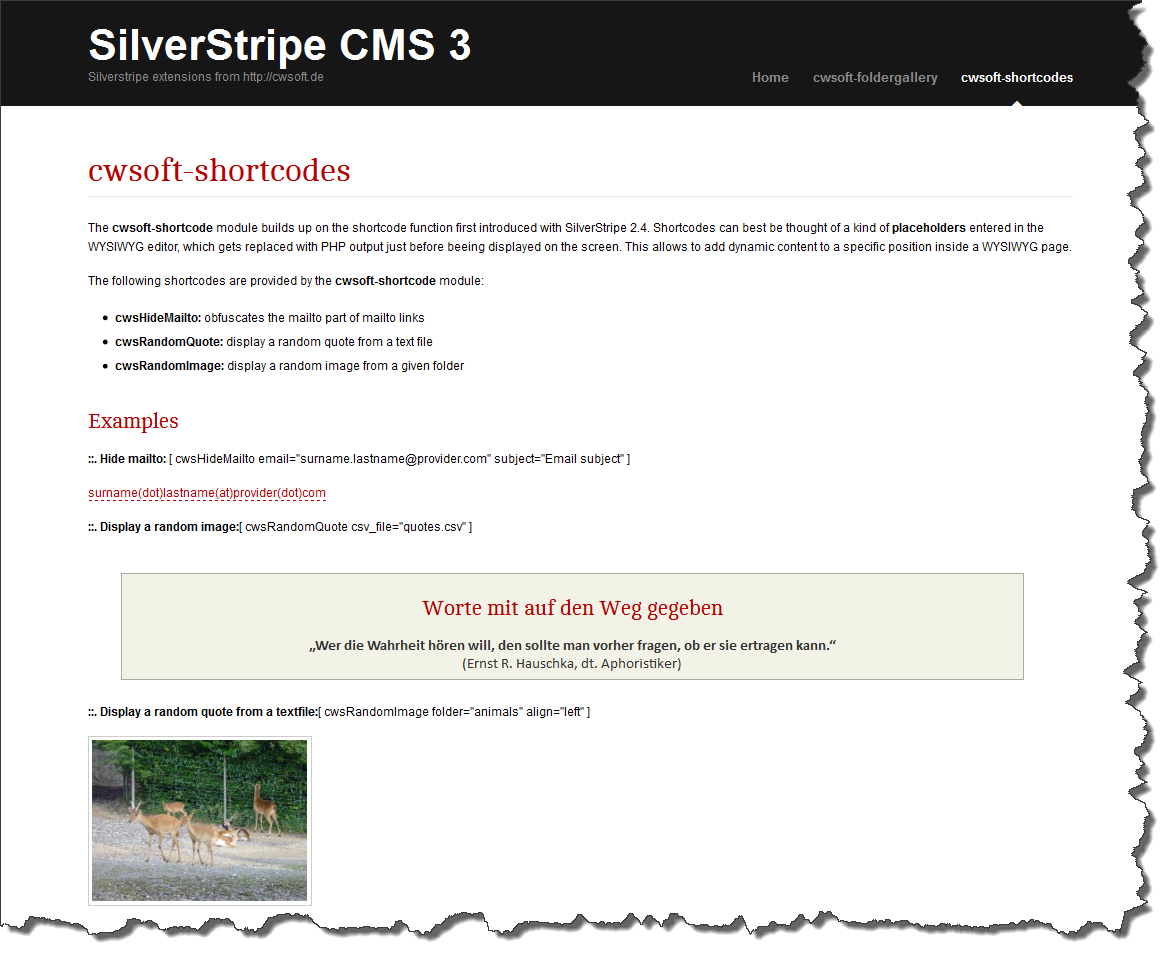 SilverStripe CMS 3
Silverstripe extensions from http://cwsoft.de
Home cwsoft-foldergallery cwsoft-shortcodes
cwsoft-shortcodes
The cwsoft-shortcode module builds up on the shortcode function first introduced with SilverStripe 2.4. Shortcodes can best be thought of a kind of placeholders entered in the
WYSIWYG editor, which gets replaced with PHP output just before beeing displayed on the screen. This allows to add dynamic content to a specific position inside a WYSIWYG page.
The following shortcodes are provided by the cwsoft-shortcode module:
• cwsHideMailto: obfuscates the mailto part of mailto links
• cwsRandomQuote: display a random quote from a text file
• cwsRandomImage: display a random image from a given folder
Examples
::. Hide mailto: [ cwsHideMailto email="surname.lastname@provider.com" subject="Email subject" ]
surname(dot)lastname(at)provider(dot)com
::. Display a random image:[ cwsRandomQuote csv_file="quotes.csv" ]
Worte mit auf den Weg gegeben
„Wer die Wahrheit hören will, den sollte man vorher fragen, ob er sie ertragen kann.“
(Ernst R. Hauschka, dt. Aphoristiker)
::. Display a random quote from a textfile:[ cwsRandomImage folder="animals" align="left" ]